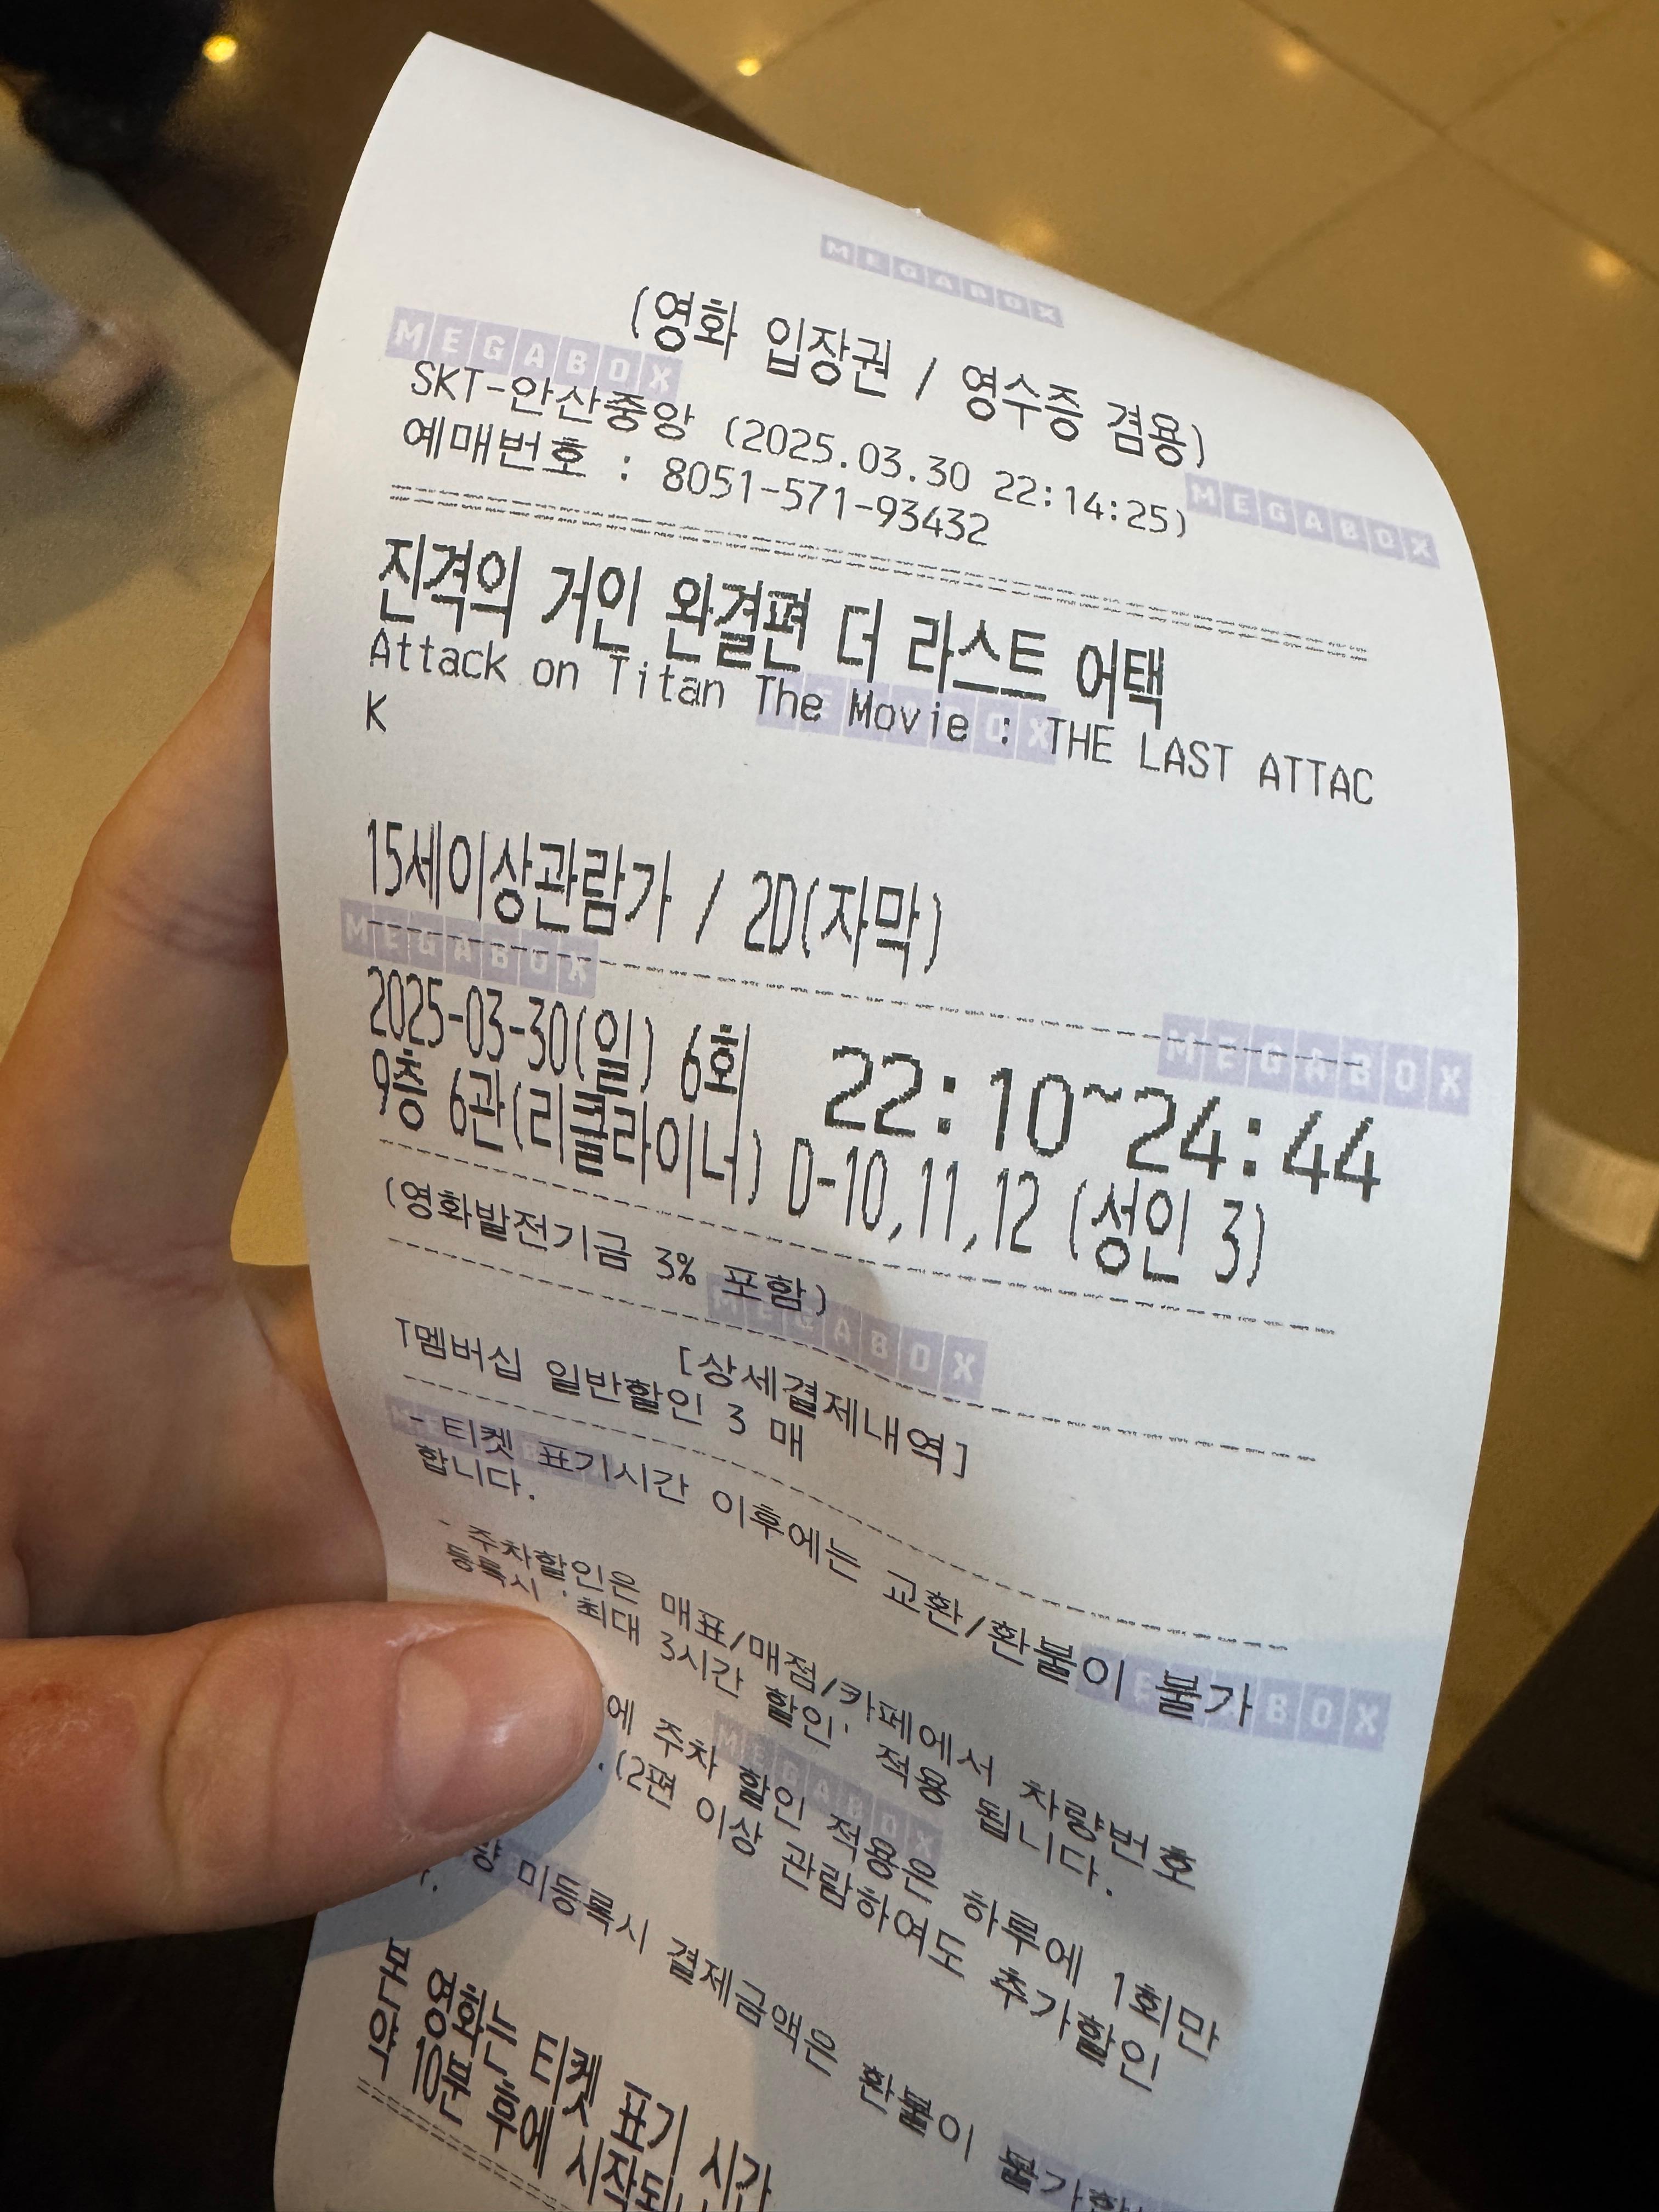 MEGABOX
(영화 입장권 / 영수증 겸용)
MEGABOX
SKT-안산중앙 (2025.03.30 22:14:25)
MEGABOX
예매번호 : 8051-571-93432
진격의 거인 완결편 더 라스트 어택
Attack on Titan The Movie : THE LAST ATTAC
K
15세이상관람가 / 2D(자막)
MEGABOX
MEGABOX
2025-03-30(일) 6회 22:10~24:44
9층 6관(리클라이너) D-10,11,12 (성인 3)
(영화발전기금 3% 포함)
MEGABOX
[상세결제내역]
T멤버십 일반할인 3 매
- 티켓 표기시간 이후에는 교환/환불이 불가
합니다.
- 주차할인은 매표/매점/카페에서 차량번호
등록시 '최대 3시간 할인' 적용 됩니다.
에 주차 할인 적용은 하루에 1회만
.(2편 이상 관람하여도 추가할인
MEGABOX
미등록시 결제금액은 환불이
본 영화는 티켓 표기 시간
약 10분 후에